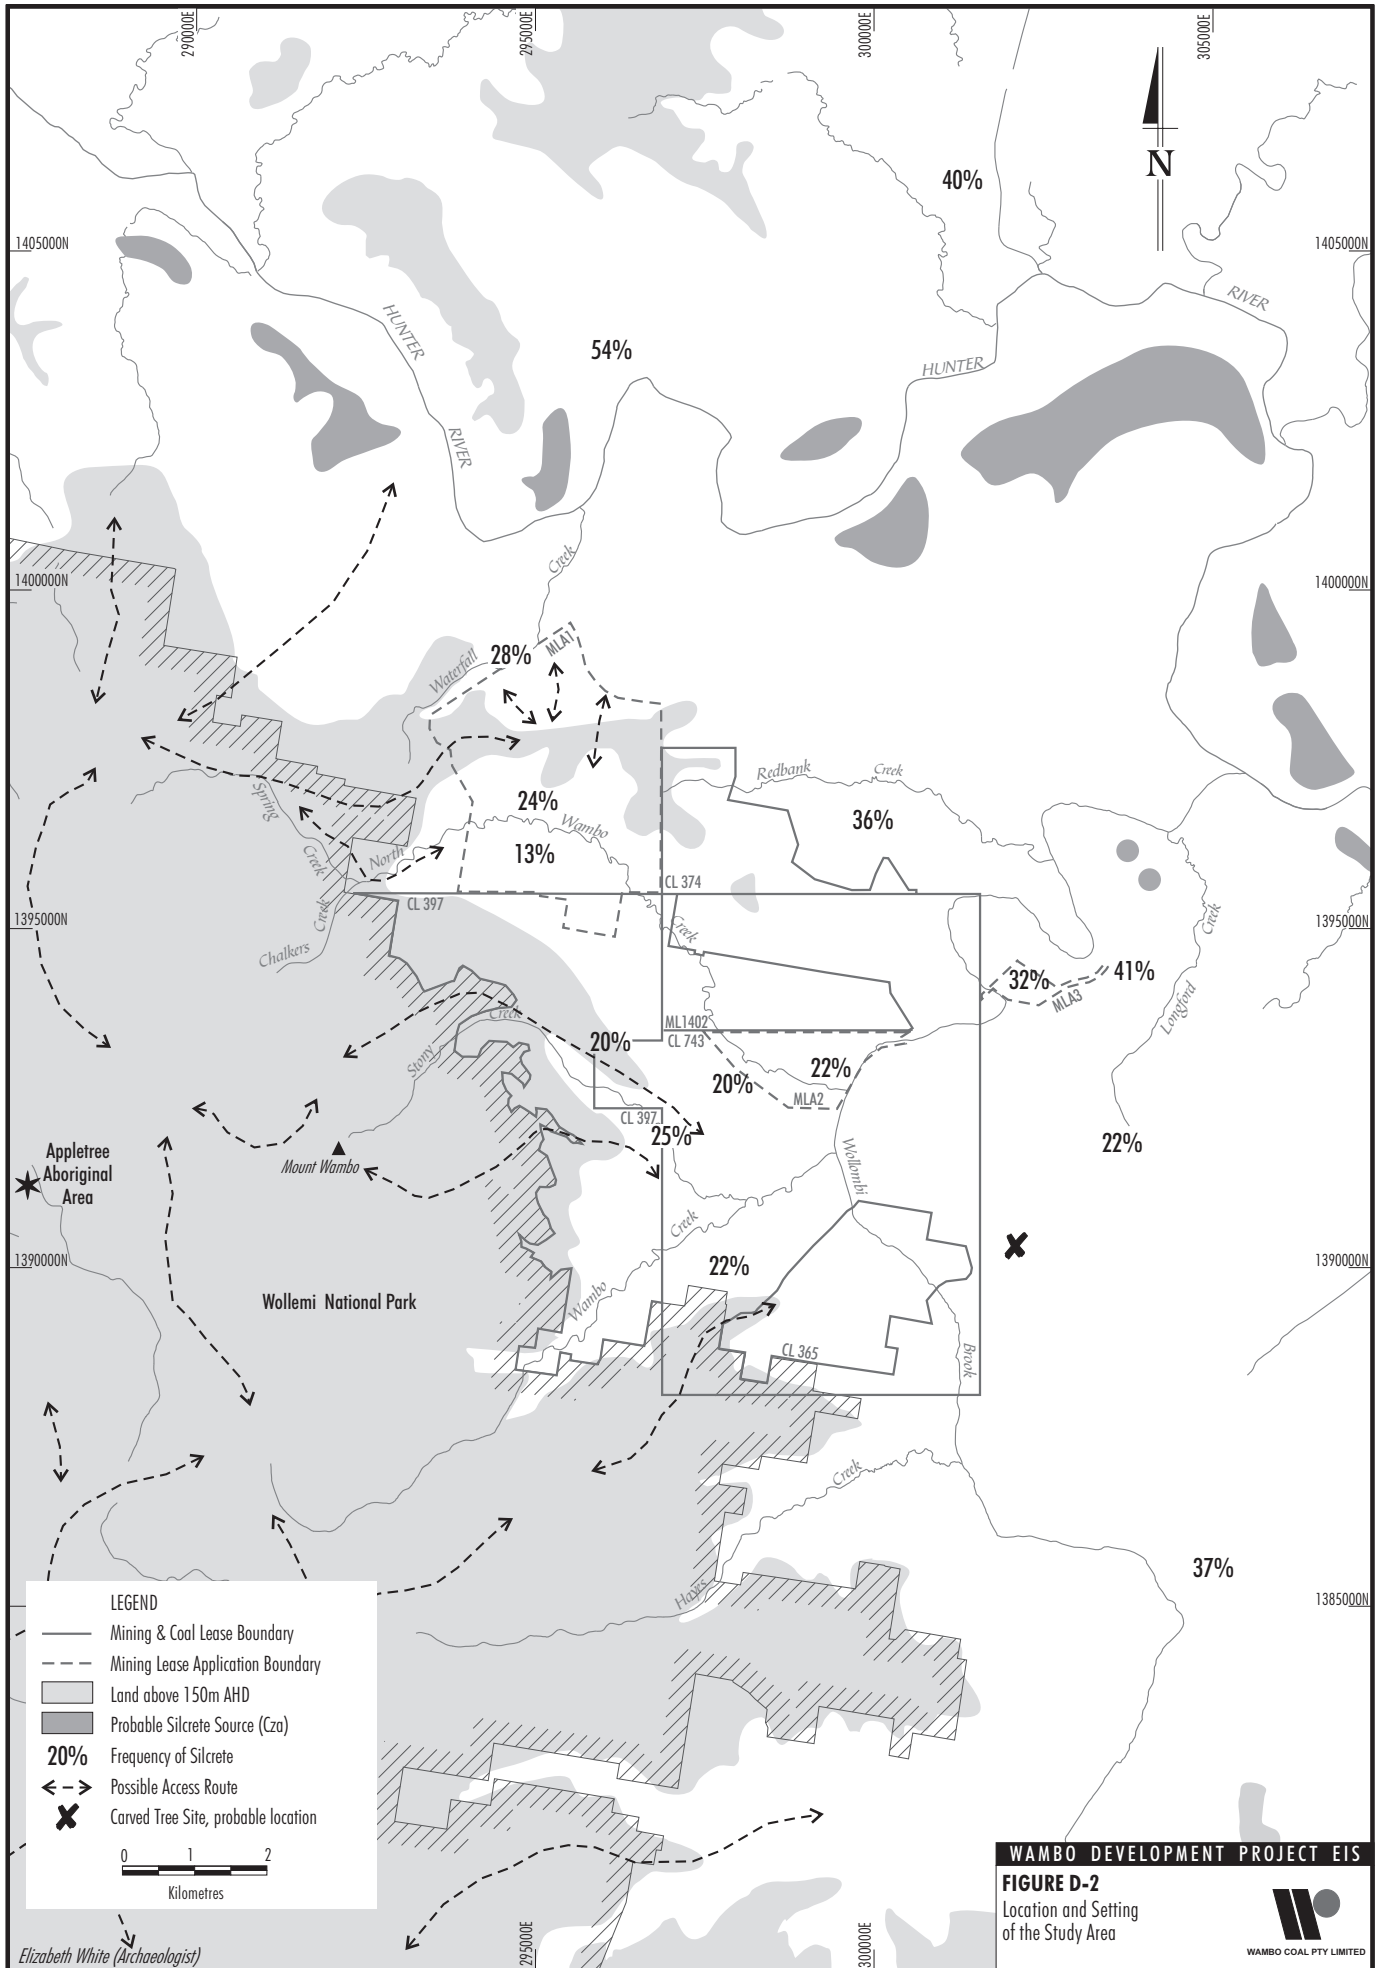 290000E
295000E
300000E
305000E
N
40%
1405000N
1405000N
HUNTER
RIVER
RIVER
HUNTER
54%
RIVER
Creek
1400000N
1400000N
MLA1
28%
Waterfall
Redbank
Creek
Spring
Creek
24%
Wambo
36%
North
13%
CL 374
CL 397
Creek
Creek
1395000N
1395000N
Chalkers
Creek
32%
41%
MLA3
Longford
Creek
Stony
ML1402
CL 743
20%
22%
20%
MLA2
CL 397
25%
22%
Appletree
Aboriginal
Area
Mount Wambo
Wollombi
Creek
1390000N
1390000N
22%
Wollemi National Park
Wambo
CL 365
Brook
Creek
37%
Hayes
1385000N
LEGEND
Mining & Coal Lease Boundary
Mining Lease Application Boundary
Land above 150m AHD
Probable Silcrete Source (Cza)
20% Frequency of Silcrete
Possible Access Route
Carved Tree Site, probable location
0 1 2
Kilometres
Elizabeth White (Archaeologist)
295000E
300000E
WAMBO DEVELOPMENT PROJECT EIS
FIGURE D-2
Location and Setting
of the Study Area
WAMBO COAL PTY LIMITED